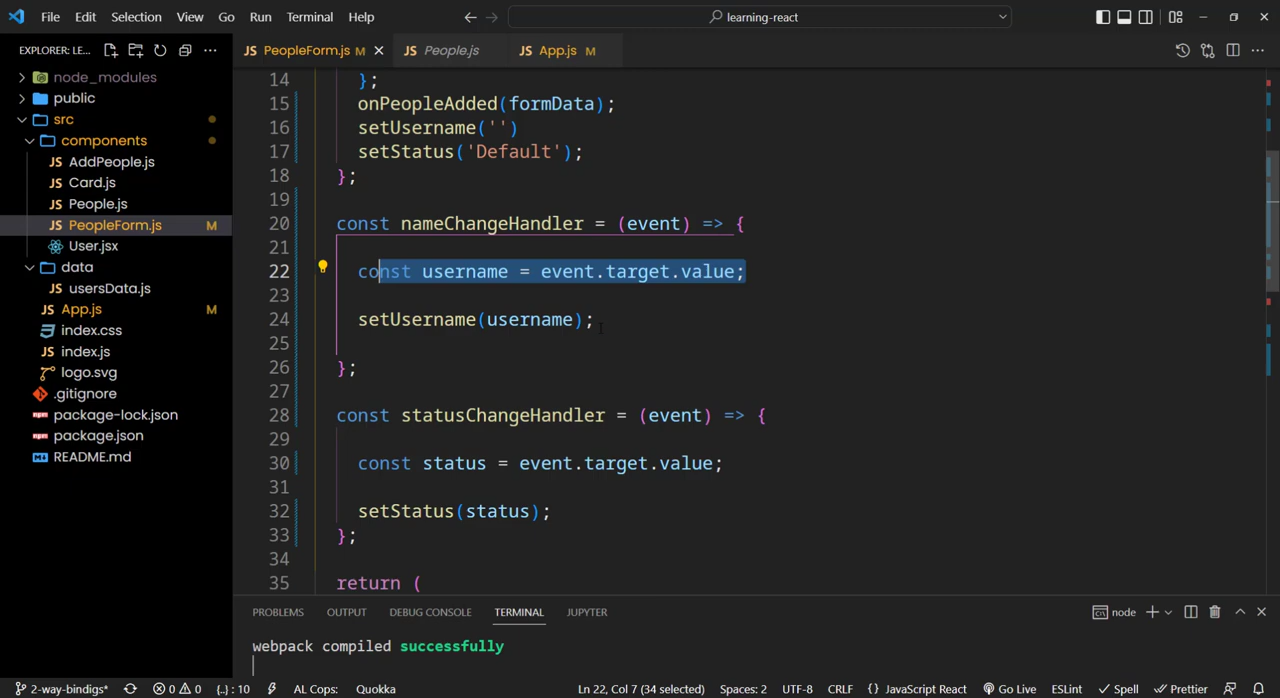 File Edit Selection View Go Run Terminal Help learning-react
EXPLORER: LE... JS PeopleForm.js M JS People.js JS App.js M
node_modules
public
src
components
JS AddPeople.js
JS Card.js
JS People.js
JS PeopleForm.js M
User.jsx
data
JS usersData.js
JS App.js M
index.css
JS index.js
logo.svg
.gitignore
package-lock.json
package.json
README.md
14 };
15 onPeopleAdded(formData);
16 setUsername('')
17 setStatus('Default');
18 };
19
20 const nameChangeHandler = (event) => {
21
22 const username = event.target.value;
23
24 setUsername(username);
25
26 };
27
28 const statusChangeHandler = (event) => {
29
30 const status = event.target.value;
31
32 setStatus(status);
33 };
34
35 return (
PROBLEMS OUTPUT DEBUG CONSOLE TERMINAL JUPYTER node
webpack compiled successfully
2-way-bindigs* 0 0 {..} : 10 AL Cops: Quokka Ln 22, Col 7 (34 selected) Spaces: 2 UTF-8 CRLF {} JavaScript React Go Live ESLint Spell Prettier